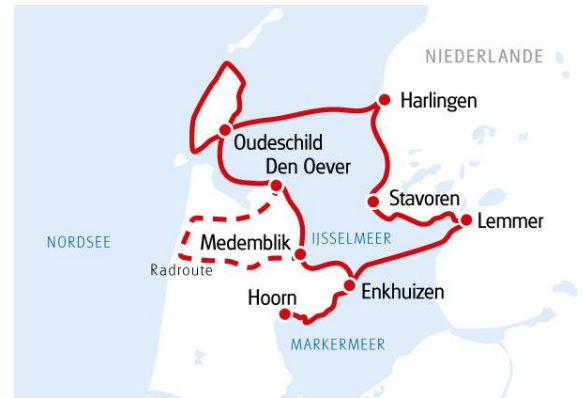 NIEDERLANDE
Harlingen
Oudeschild
Den Oever
Stavoren
Lemmer
NORDSEE
Medemblik
IJSSELMEER
Radroute
Hoorn
Enkhuizen
MARKERMEER